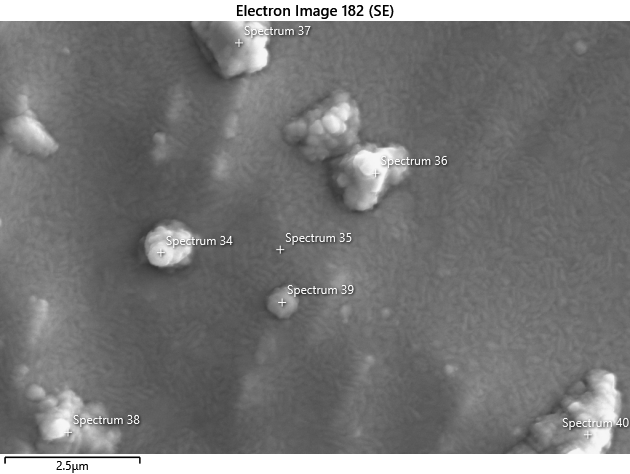 Electron Image 182 (SE)
Spectrum 37
Spectrum 36
Spectrum 34
Spectrum 35
Spectrum 39
Spectrum 38
Spectrum 40
2.5µm